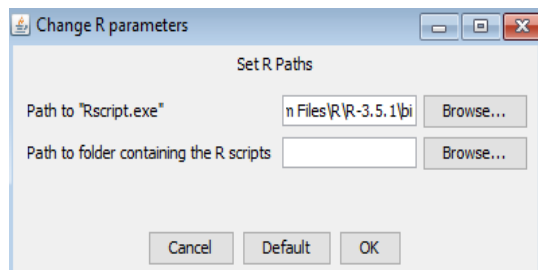 Change R parameters
Set R Paths
Path to "Rscript.exe" n Files\R\R-3.5.1\bi Browse...
Path to folder containing the R scripts Browse...
Cancel Default OK